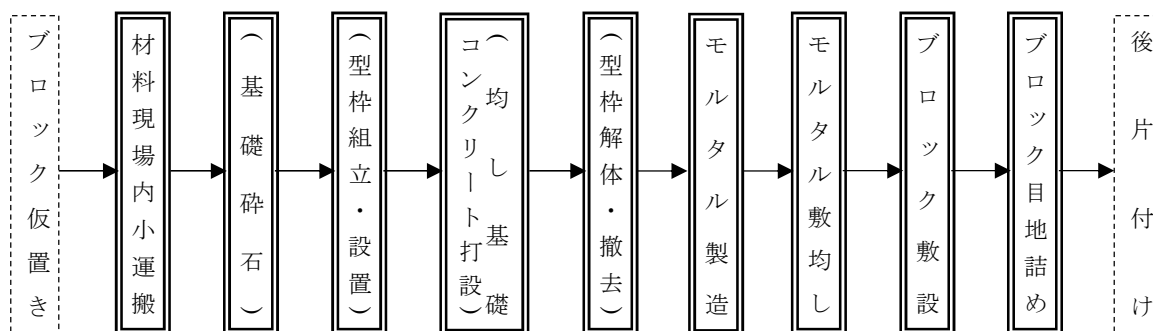 ブロック仮置き
材料現場内小運搬
(基礎砕石)
(型枠組立・設置)
(均し基礎
コンクリート打設)
(型枠解体・撤去)
モルタル製造
モルタル敷均し
ブロック敷設
ブロック目地詰め
後片付け